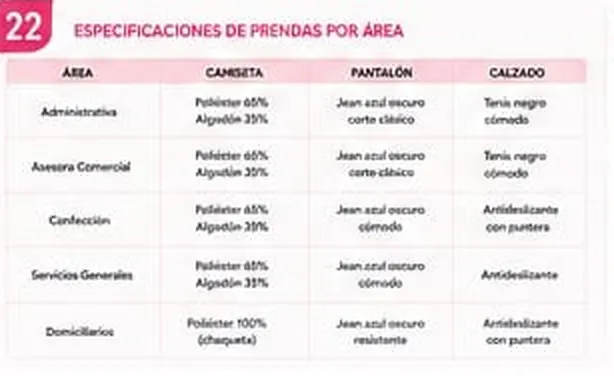 22
ESPECIFICACIONES DE PRENDAS POR ÁREA
ÁREA CAMISETA PANTALÓN CALZADO
Administrativa Poliéster 65% Algodón 35% Jean azul oscuro corte clásico Tenis negro cómodo
Asesora Comercial Poliéster 65% Algodón 35% Jean azul oscuro corte clásico Tenis negro cómodo
Confección Poliéster 65% Algodón 35% Jean azul oscuro cómodo Antideslizante con puntera
Servicios Generales Poliéster 65% Algodón 35% Jean azul oscuro cómodo Antideslizante
Domiciliarios Poliéster 100% (chaqueta) Jean azul oscuro resistente Antideslizante con puntera